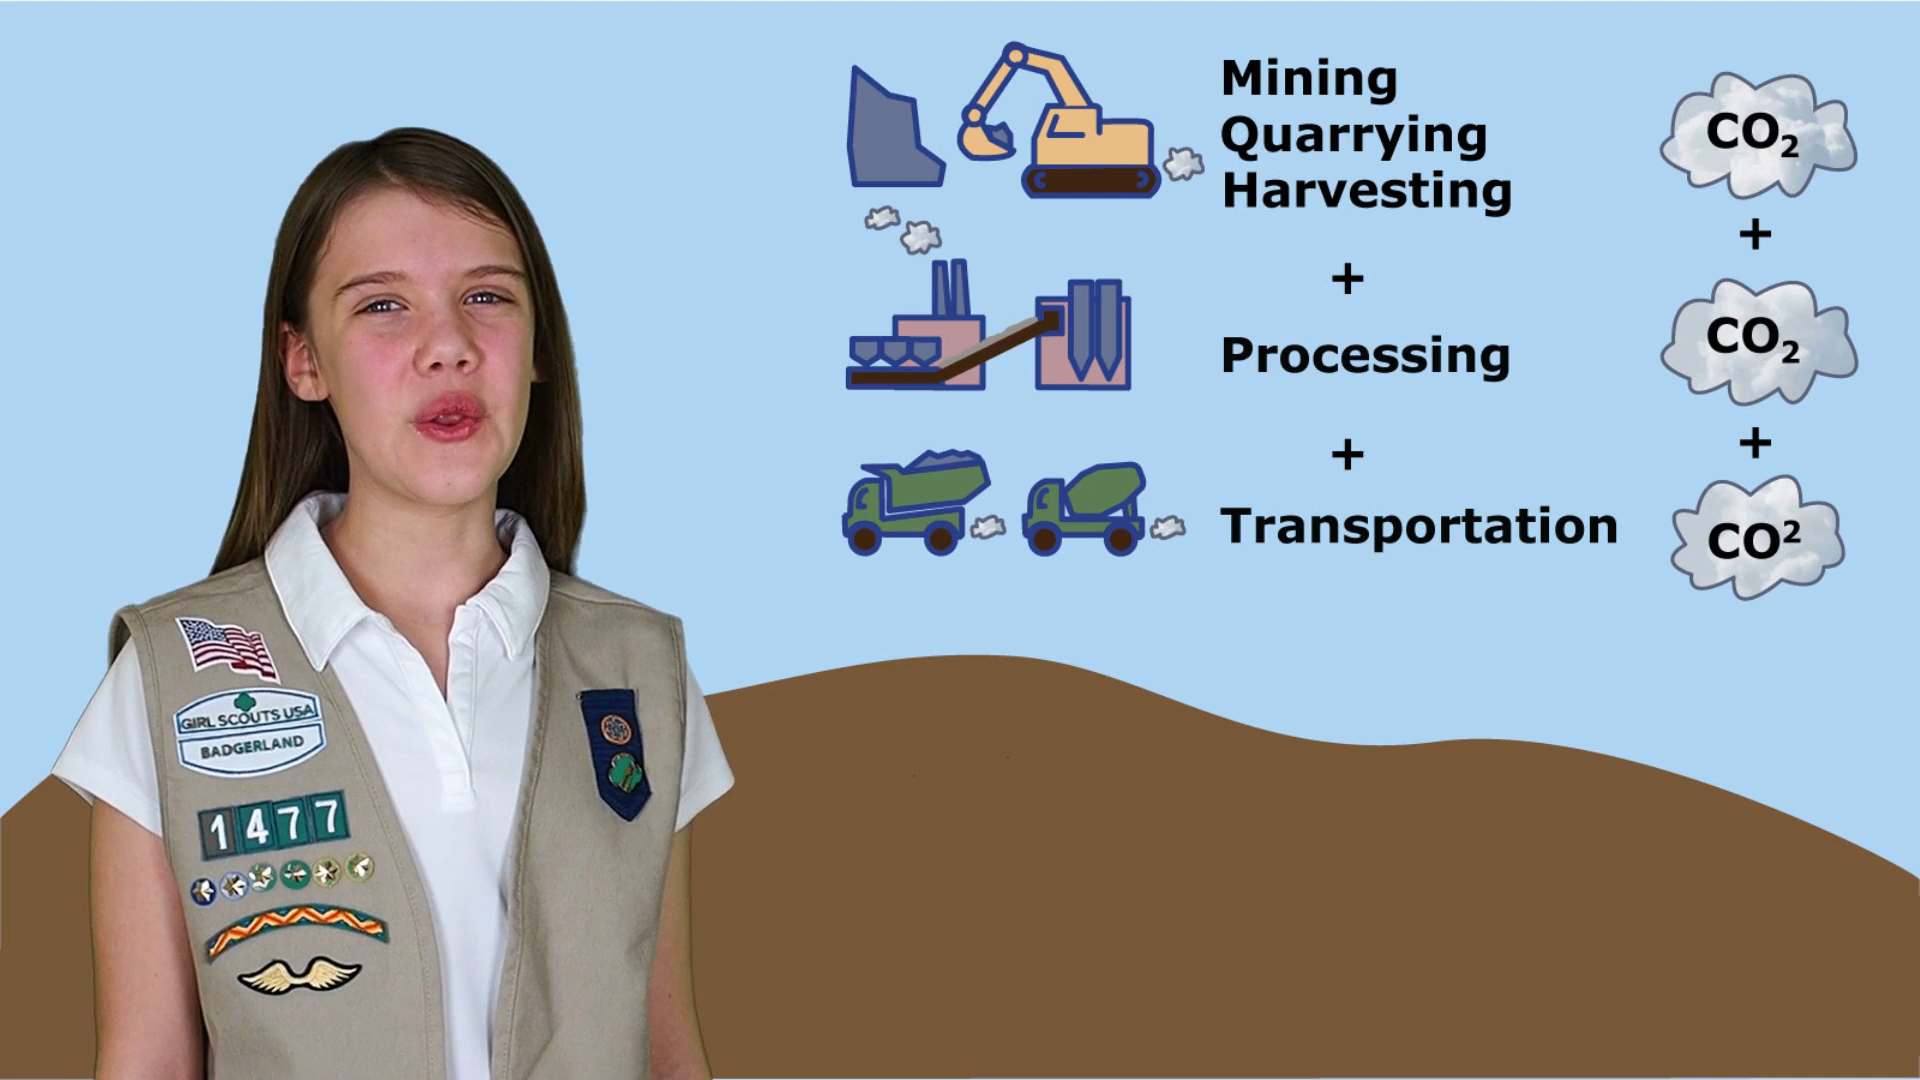 Mining
Quarrying
Harvesting
+
Processing
+
Transportation
CO₂
+
CO₂
+
CO²
GIRL SCOUTS USA
BADGERLAND
1477